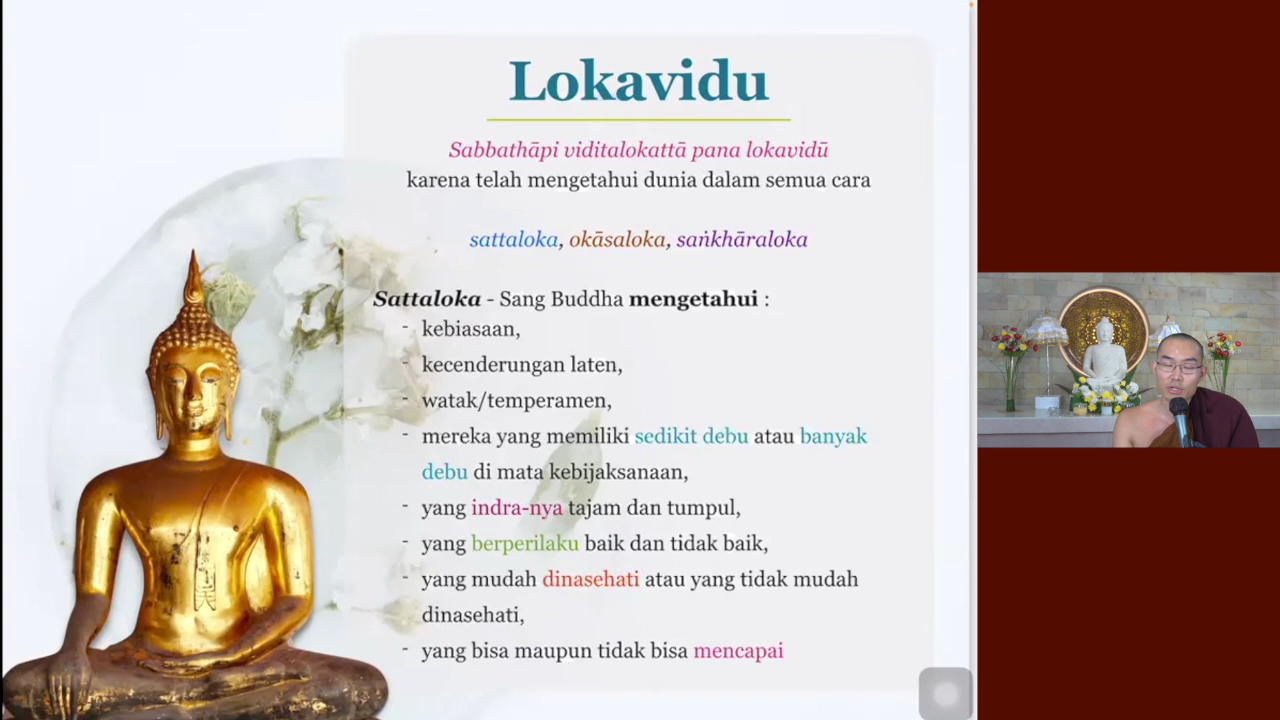 Lokavidu
Sabbathāpi viditalokattā pana lokavidū
karena telah mengetahui dunia dalam semua cara
sattaloka, okāsaloka, saṅkhāraloka
Sattaloka - Sang Buddha mengetahui :
- kebiasaan,
- kecenderungan laten,
- watak/temperamen,
- mereka yang memiliki sedikit debu atau banyak
debu di mata kebijaksanaan,
- yang indra-nya tajam dan tumpul,
- yang berperilaku baik dan tidak baik,
- yang mudah dinasehati atau yang tidak mudah
dinasehati,
- yang bisa maupun tidak bisa mencapai